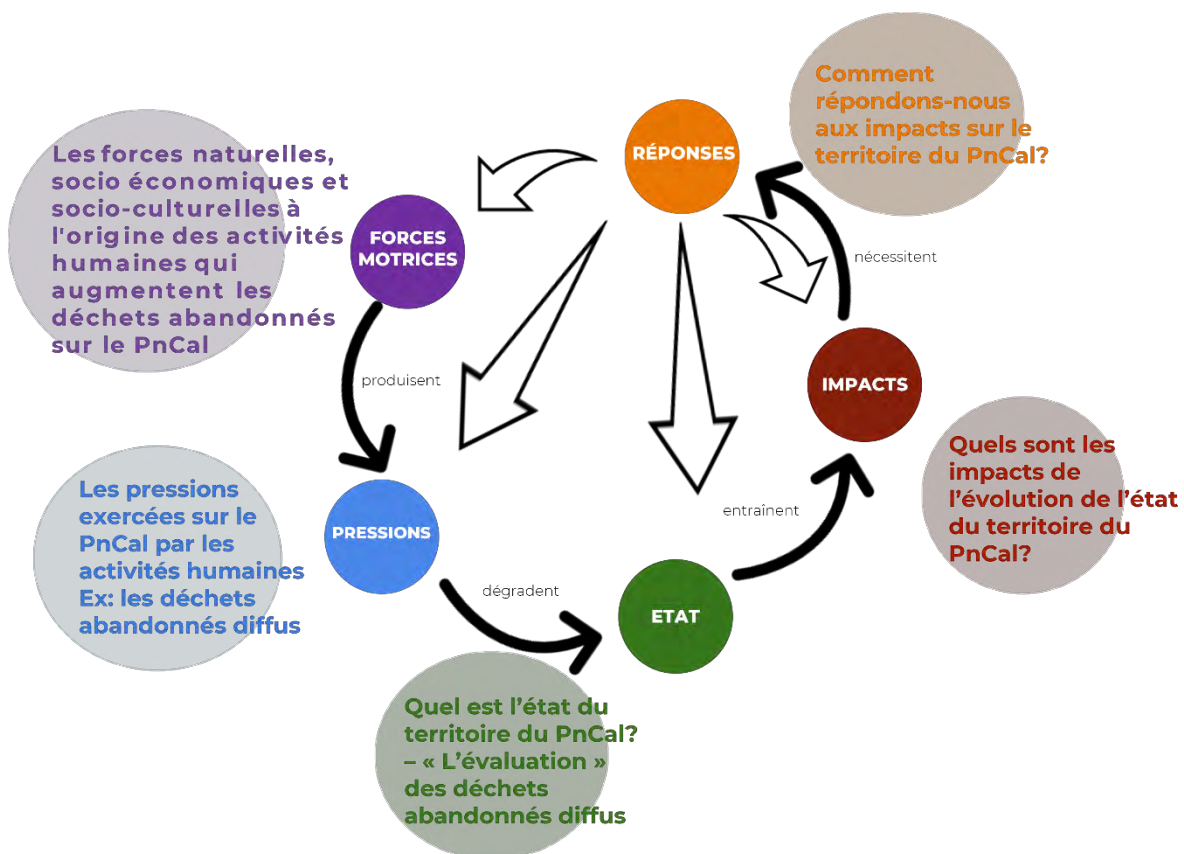 Comment
répondons-nous
aux impacts sur le
territoire du PnCal?
RÉPONSES
Les forces naturelles,
socio économiques et
socio-culturelles à
l'origine des activités
humaines qui
augmentent les
déchets abandonnés
sur le PnCal
FORCES
MOTRICES
nécessitent
produisent
IMPACTS
Quels sont les
impacts de
l'évolution de l'état
du territoire du
PnCal?
Les pressions
exercées sur le
PnCal par les
activités humaines
Ex: les déchets
abandonnés diffus
PRESSIONS
entraînent
dégradent
ETAT
Quel est l'état du
territoire du PnCal?
– « L'évaluation »
des déchets
abandonnés diffus